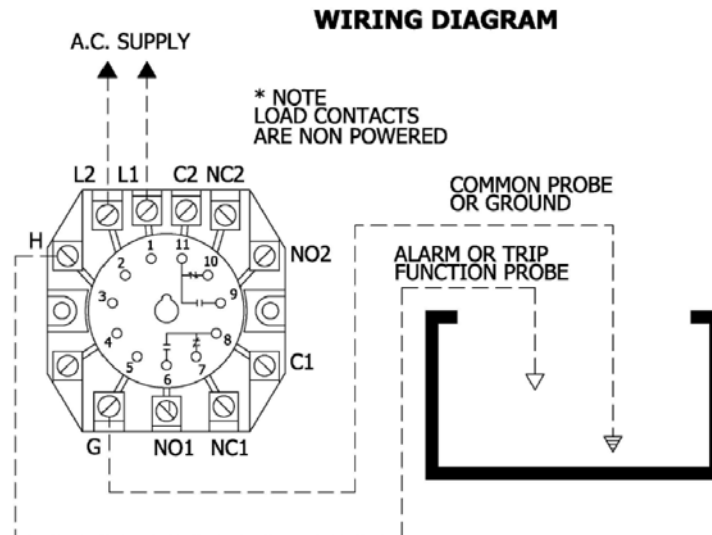 WIRING DIAGRAM
A.C. SUPPLY
* NOTE
LOAD CONTACTS
ARE NON POWERED
L2 L1 C2 NC2
COMMON PROBE
OR GROUND
H
NO2
ALARM OR TRIP
FUNCTION PROBE
1 11
2 10
3 9
4 8
5 7
6
C1
G NO1 NC1